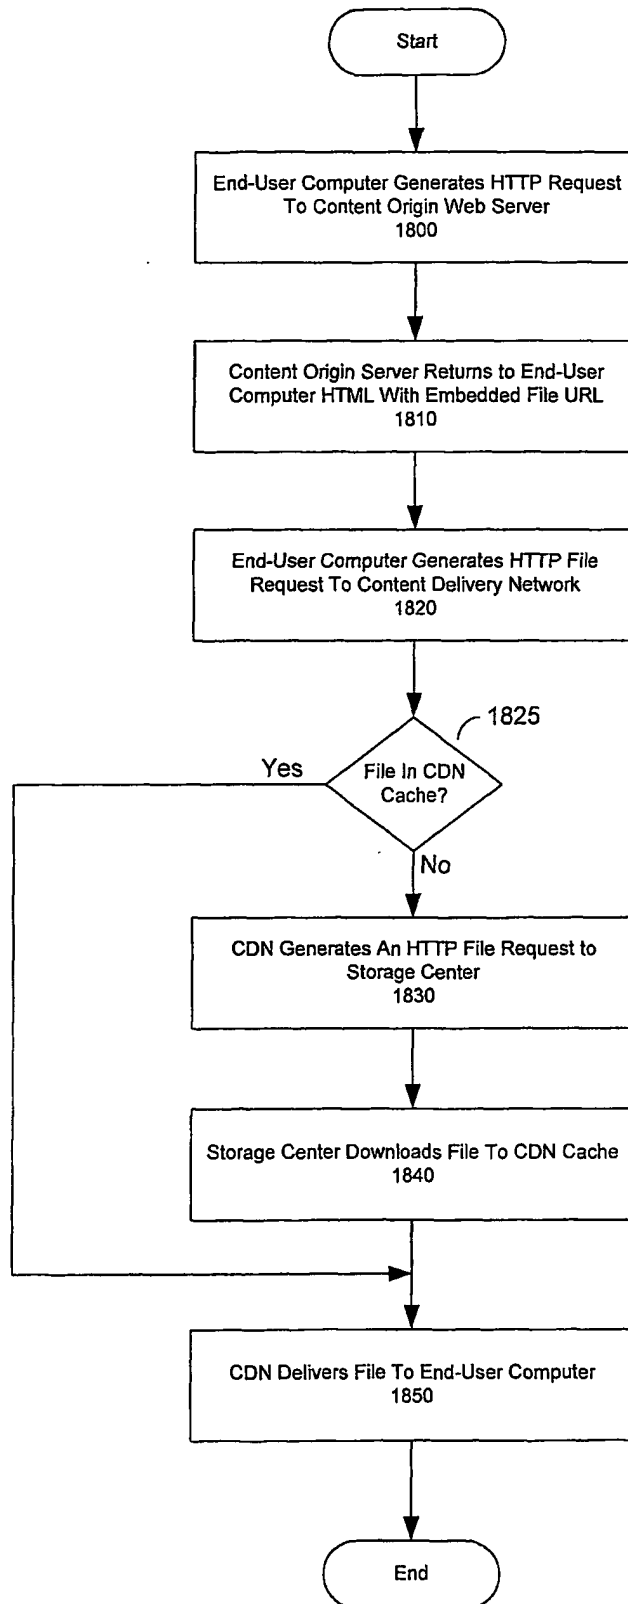 Start
End-User Computer Generates HTTP Request
To Content Origin Web Server
1800
Content Origin Server Returns to End-User
Computer HTML With Embedded File URL
1810
End-User Computer Generates HTTP File
Request To Content Delivery Network
1820
1825
Yes
File In CDN
Cache?
No
CDN Generates An HTTP File Request to
Storage Center
1830
Storage Center Downloads File To CDN Cache
1840
CDN Delivers File To End-User Computer
1850
End